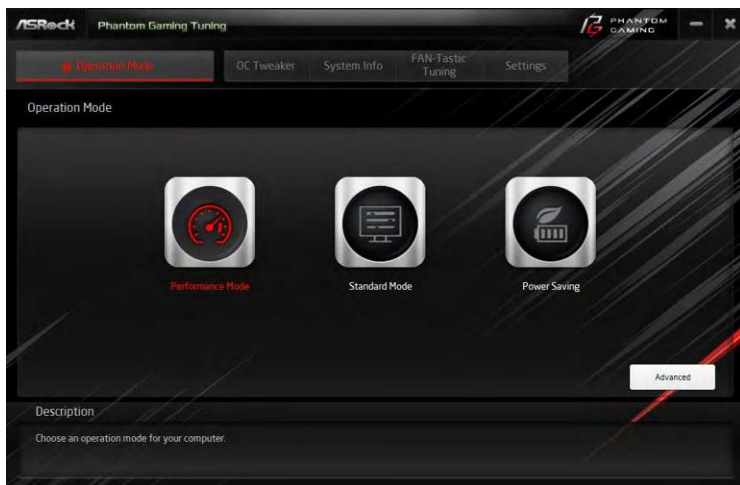 ASRock
Phantom Gaming Tuning
PHANTOM
GAMING
Operation Mode
OC Tweaker
System Info
FAN-Tastic
Tuning
Settings
Operation Mode
Performance Mode
Standard Mode
Power Saving
Advanced
Description
Choose an operation mode for your computer.